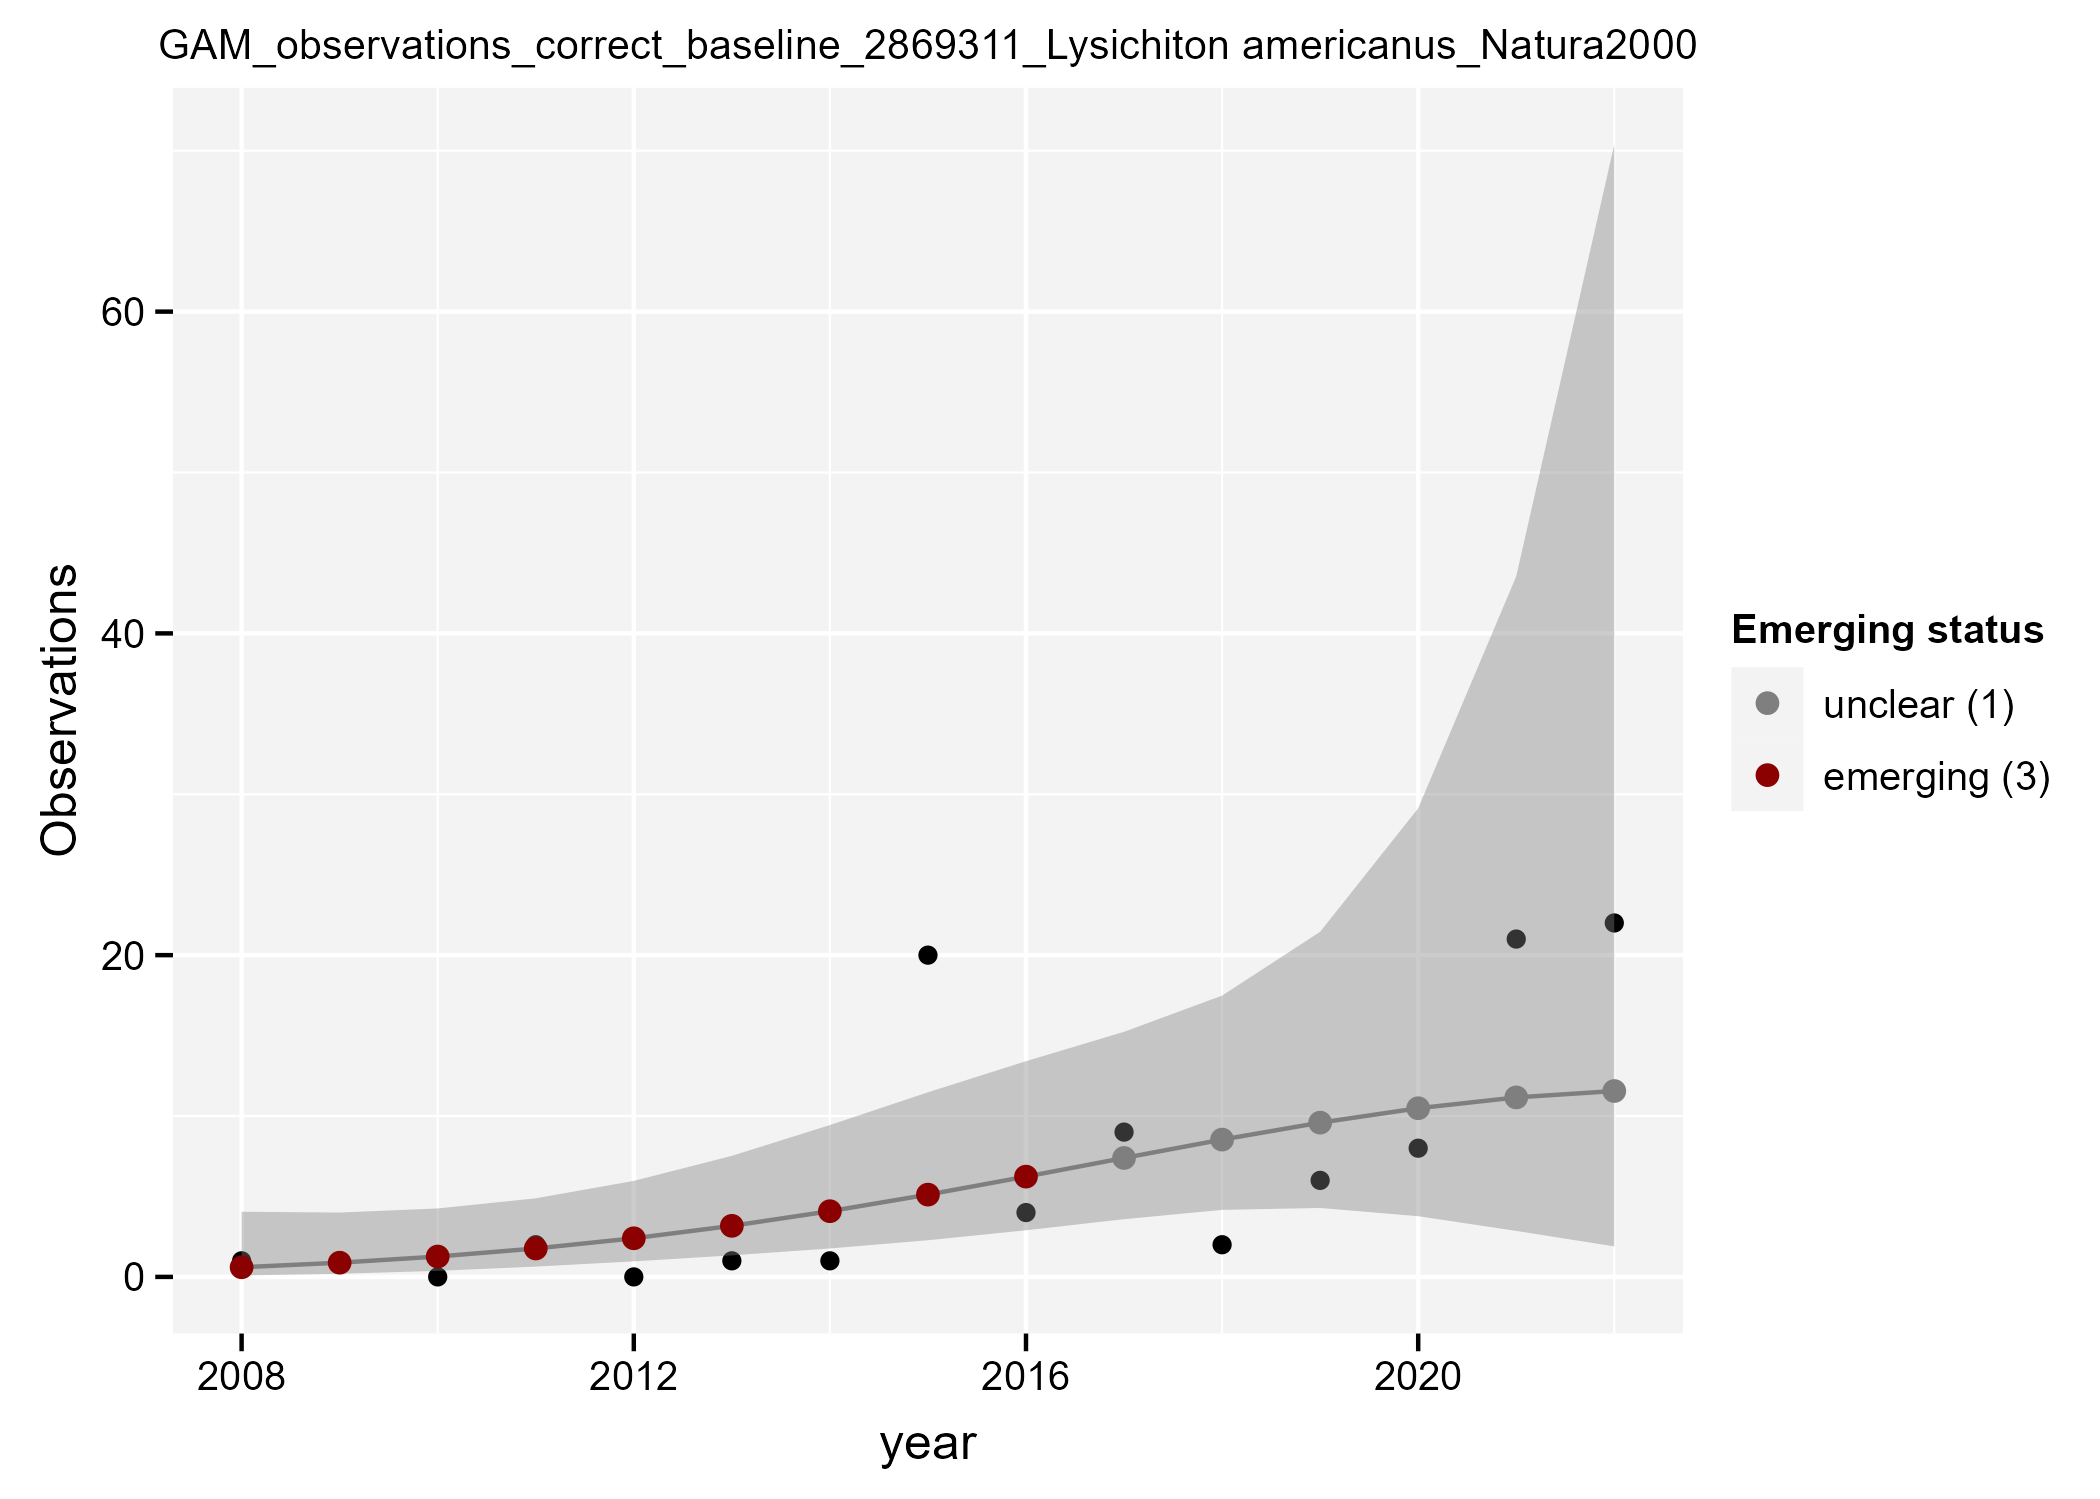 GAM_observations_correct_baseline_2869311_Lysichiton americanus_Natura2000
60
40
20
0
Observations
2008
2012
2016
2020
year
Emerging status
unclear (1)
emerging (3)